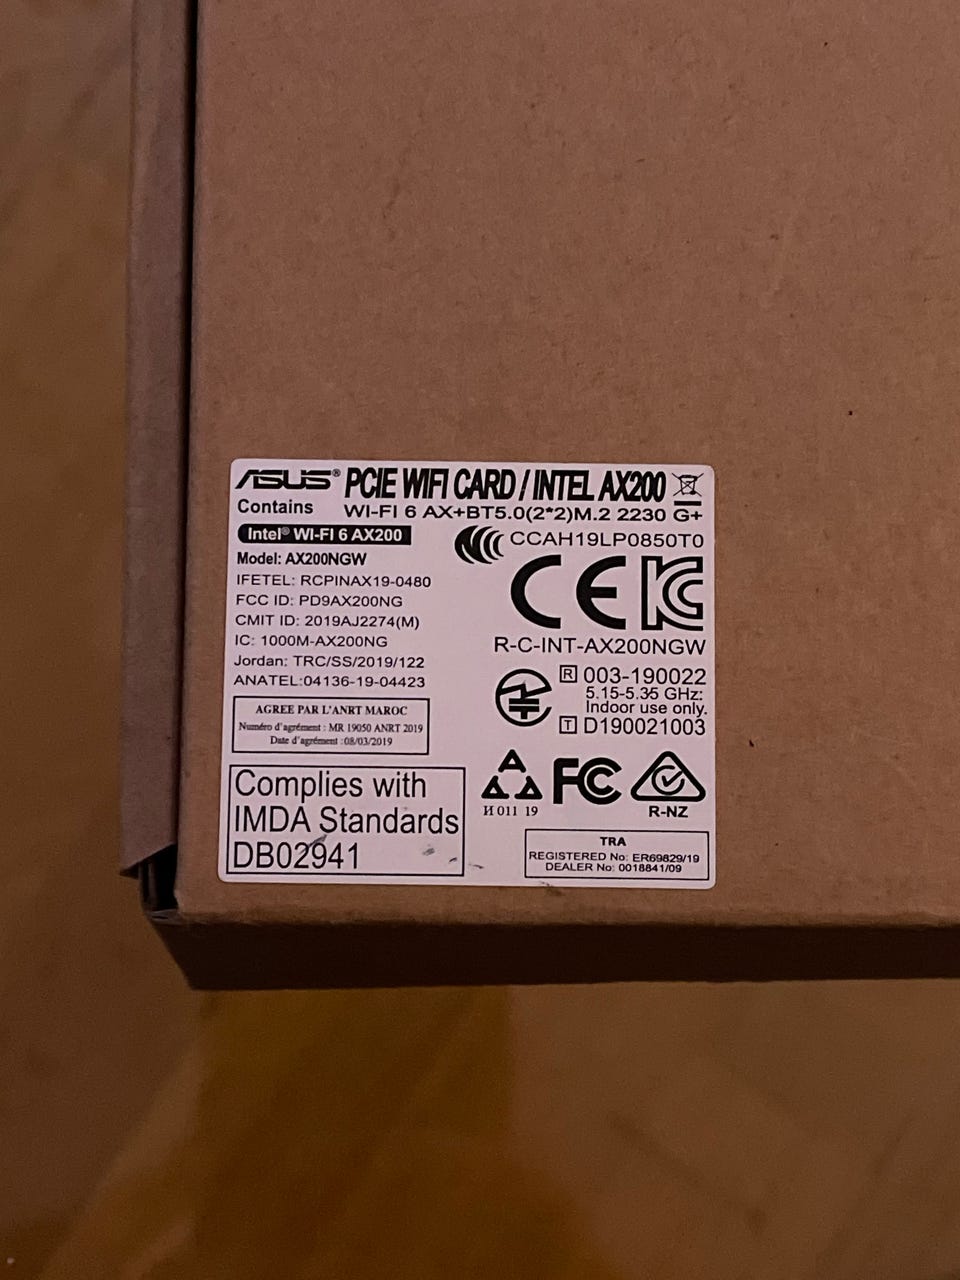 ASUS® PCIE WIFI CARD / INTEL AX200
Contains WI-FI 6 AX+BT5.0(2*2)M.2 2230 G+
Intel® WI-FI 6 AX200
Model: AX200NGW
IFETEL: RCPINAX19-0480
FCC ID: PD9AX200NG
CMIT ID: 2019AJ2274(M)
IC: 1000M-AX200NG
Jordan: TRC/SS/2019/122
ANATEL:04136-19-04423
AGREE PAR L'ANRT MAROC
Numéro d'agrément : MR 19050 ANRT 2019
Date d'agrément :08/03/2019
Complies with
IMDA Standards
DB02941
CCAH19LP0850T0
CE KC
R-C-INT-AX200NGW
R 003-190022
5.15-5.35 GHz:
Indoor use only.
T D190021003
FC
И 011 19
R-NZ
TRA
REGISTERED No: ER69829/19
DEALER No: 0018841/09